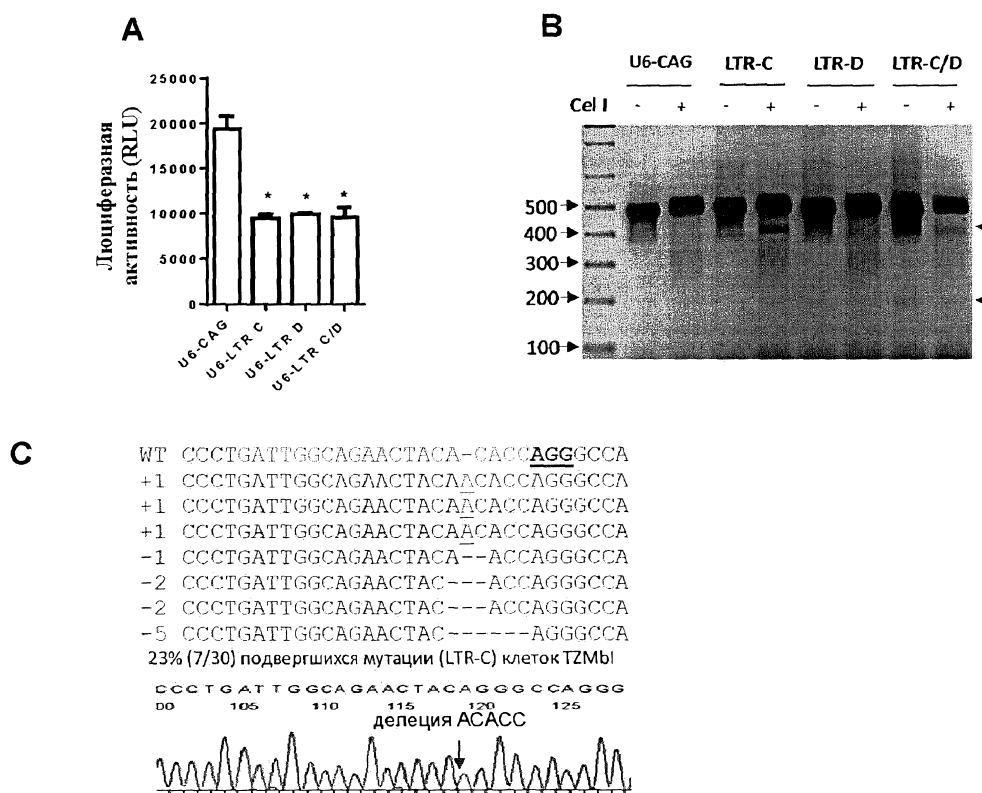 A
Люциферазная
активность (RLU)
25000
20000
15000
10000
5000
0
* * *
U6-CAG
U6-LTR C
U6-LTR D
U6-LTR C/D
B
U6-CAG LTR-C LTR-D LTR-C/D
Cel I - + - + - + - +
500
400
300
200
100
C
WT CCCTGATTGGCAGAACTACA-CACCAGGGCCA
+1 CCCTGATTGGCAGAACTACAACACCAGGGCCA
+1 CCCTGATTGGCAGAACTACAACACCAGGGCCA
+1 CCCTGATTGGCAGAACTACAACACCAGGGCCA
-1 CCCTGATTGGCAGAACTACA--ACCAGGGCCA
-2 CCCTGATTGGCAGAACTAC---ACCAGGGCCA
-2 CCCTGATTGGCAGAACTAC---ACCAGGGCCA
-5 CCCTGATTGGCAGAACTAC------AGGGCCA
23% (7/30) подвергшихся мутации (LTR-C) клеток TZMbl
C C C T G A T T G G C A G A A C T A C A G G G C C A G G G
00 105 110 115 120 125
делеция ACACC